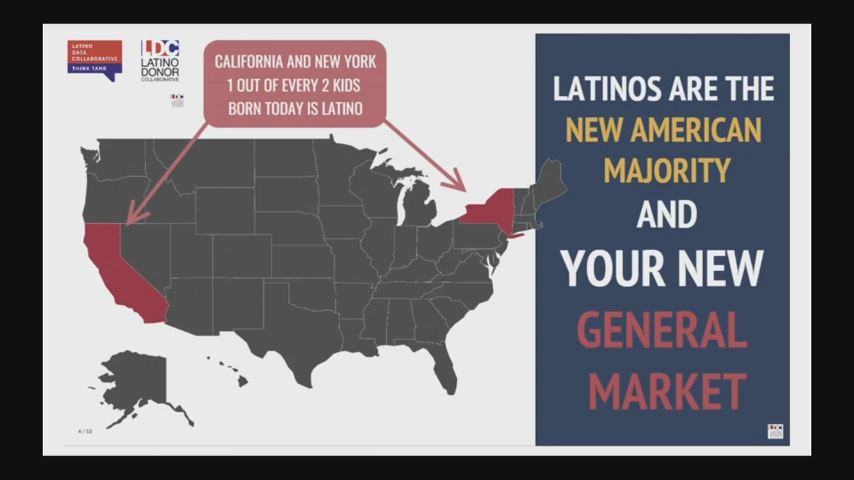 LATINO
DATA
COLLABORATIVE
THINK TANK
LDC
LATINO
DONOR
COLLABORATIVE
CALIFORNIA AND NEW YORK
1 OUT OF EVERY 2 KIDS
BORN TODAY IS LATINO
LATINOS ARE THE
NEW AMERICAN
MAJORITY
AND
YOUR NEW
GENERAL
MARKET
4 / 53